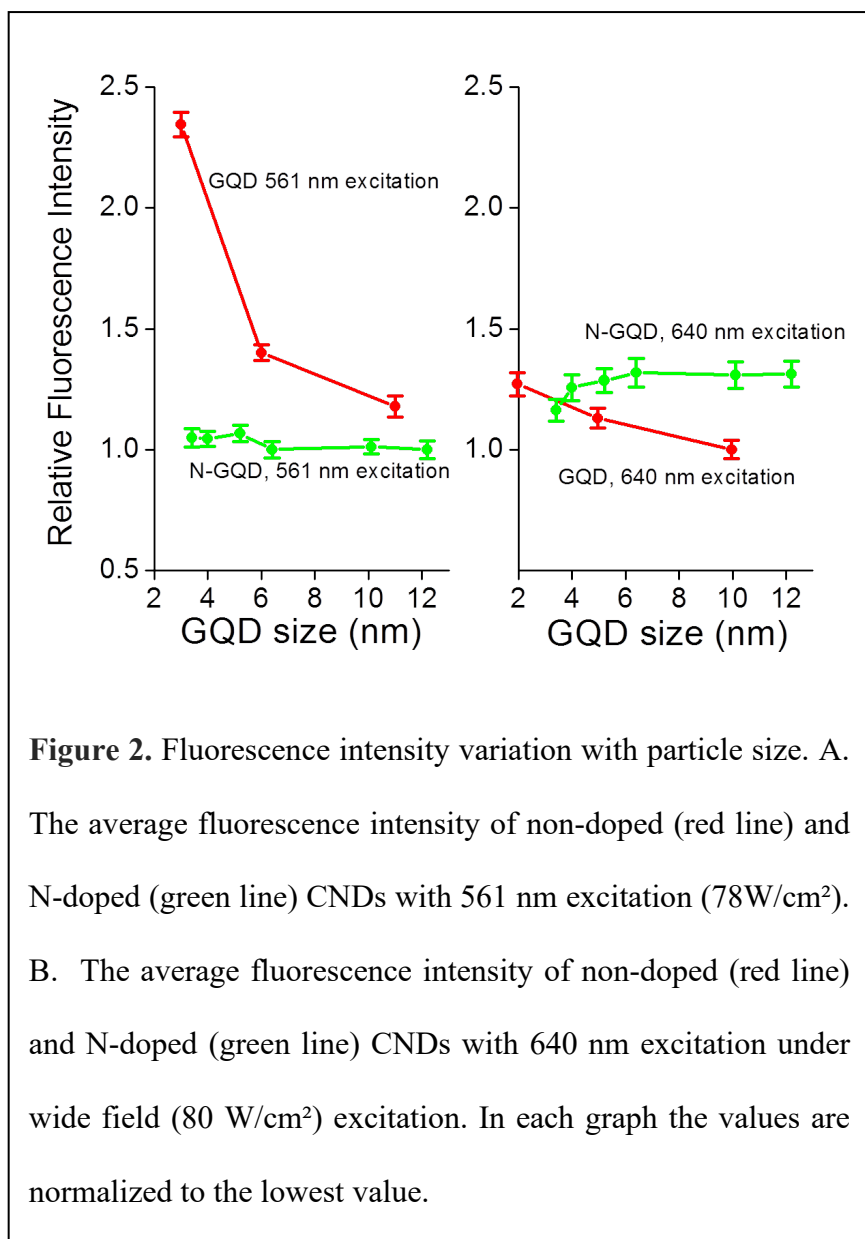 Relative Fluorescence Intensity
2.5
2.0
1.5
1.0
0.5
GQD 561 nm excitation
N-GQD, 561 nm excitation
2 4 6 8 10 12
GQD size (nm)
2.5
2.0
1.5
1.0
N-GQD, 640 nm excitation
GQD, 640 nm excitation
2 4 6 8 10 12
GQD size (nm)
Figure 2. Fluorescence intensity variation with particle size. A.
The average fluorescence intensity of non-doped (red line) and
N-doped (green line) CNDs with 561 nm excitation (78W/cm²).
B. The average fluorescence intensity of non-doped (red line)
and N-doped (green line) CNDs with 640 nm excitation under
wide field (80 W/cm²) excitation. In each graph the values are
normalized to the lowest value.